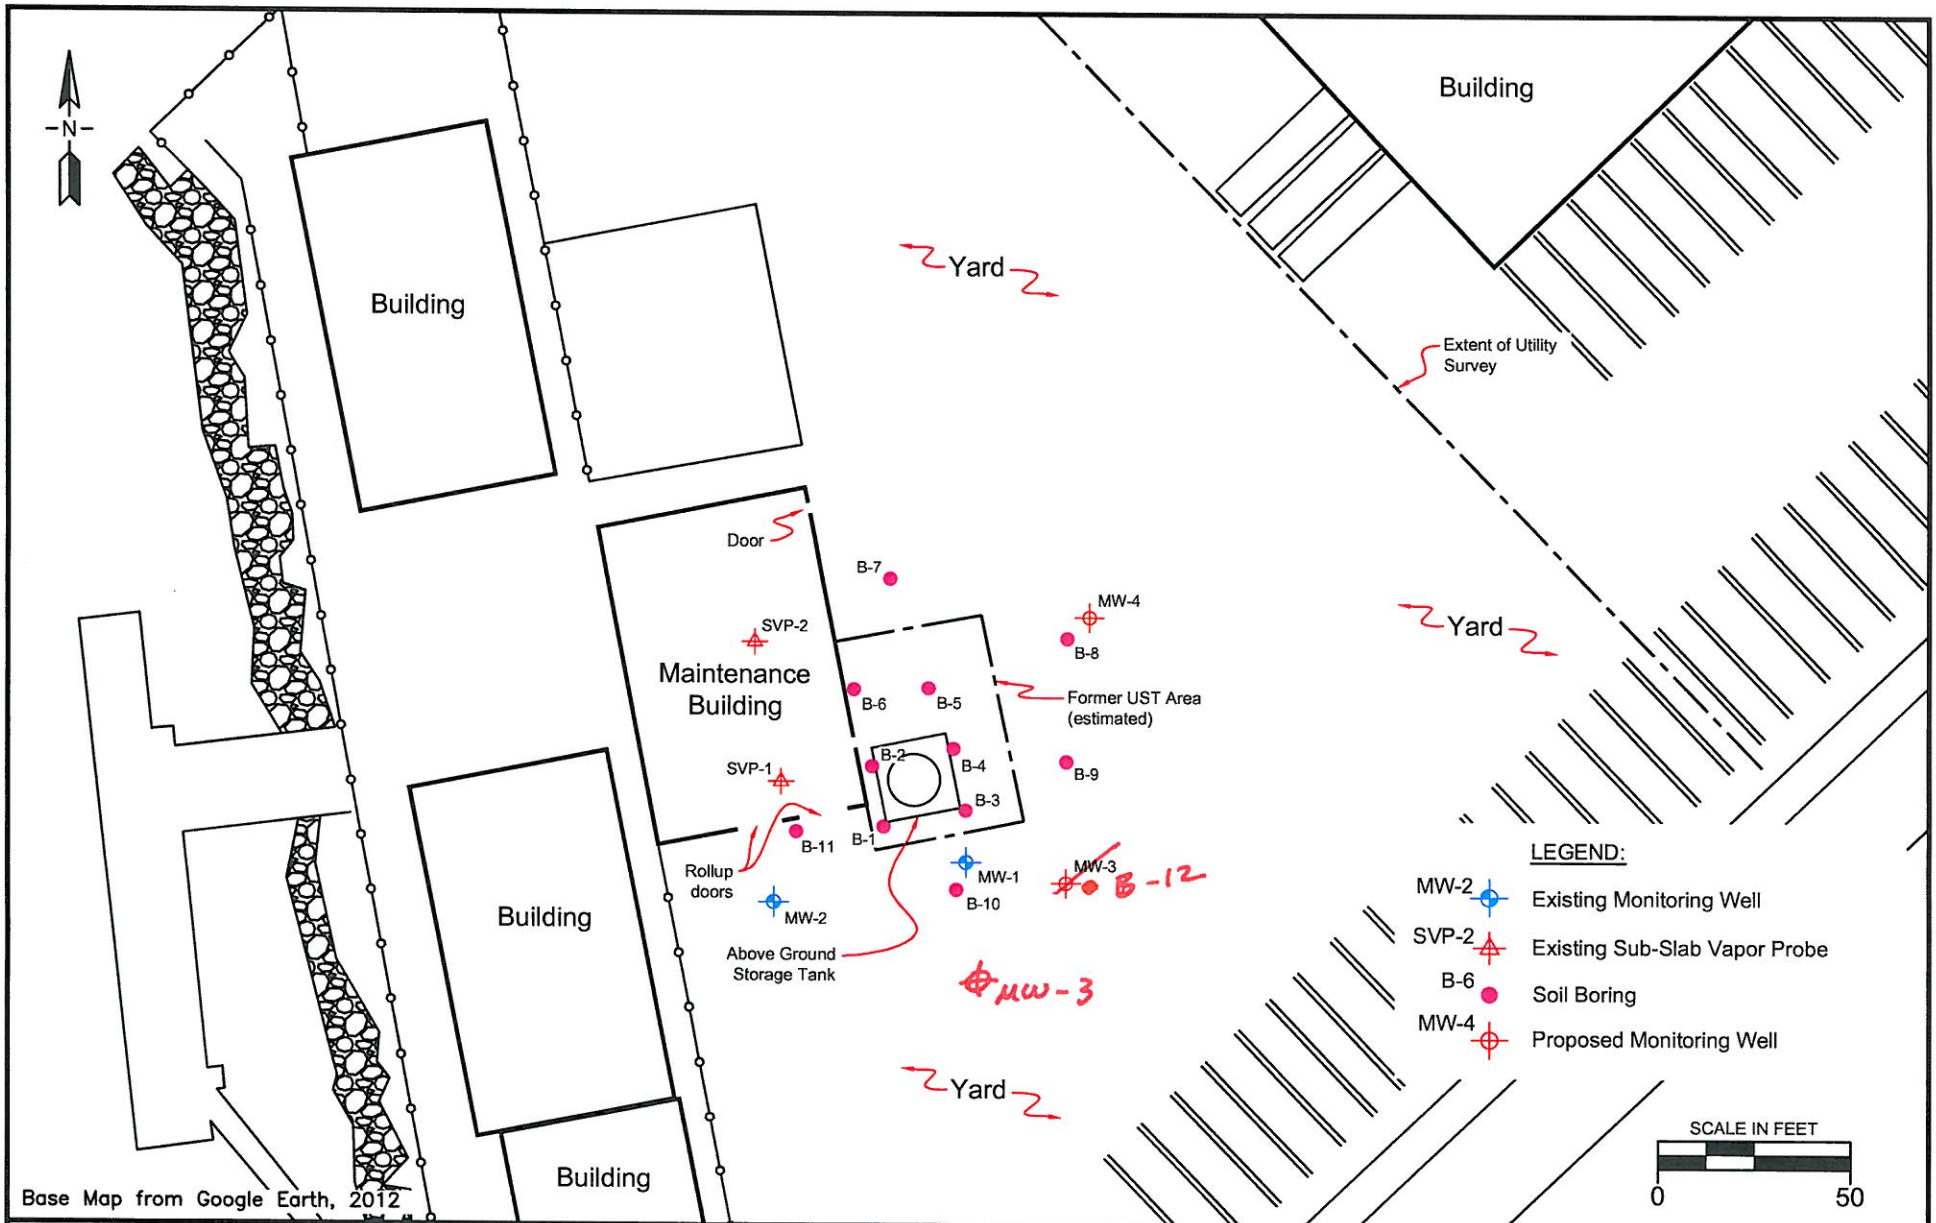 Building
N
Building
Yard
Extent of Utility
Survey
Door
B-7
MW-4
SVP-2
B-8
Yard
Maintenance
Building
B-6
B-5
Former UST Area
(estimated)
B-2
B-4
SVP-1
B-9
B-3
B-1
B-11
LEGEND:
Rollup
doors
MW-1
MW-3
B-12
MW-2
Existing Monitoring Well
B-10
Building
MW-2
SVP-2
Existing Sub-Slab Vapor Probe
Above Ground
Storage Tank
MW-3
B-6
Soil Boring
MW-4
Proposed Monitoring Well
Yard
SCALE IN FEET
Building
0
50
Base Map from Google Earth, 2012